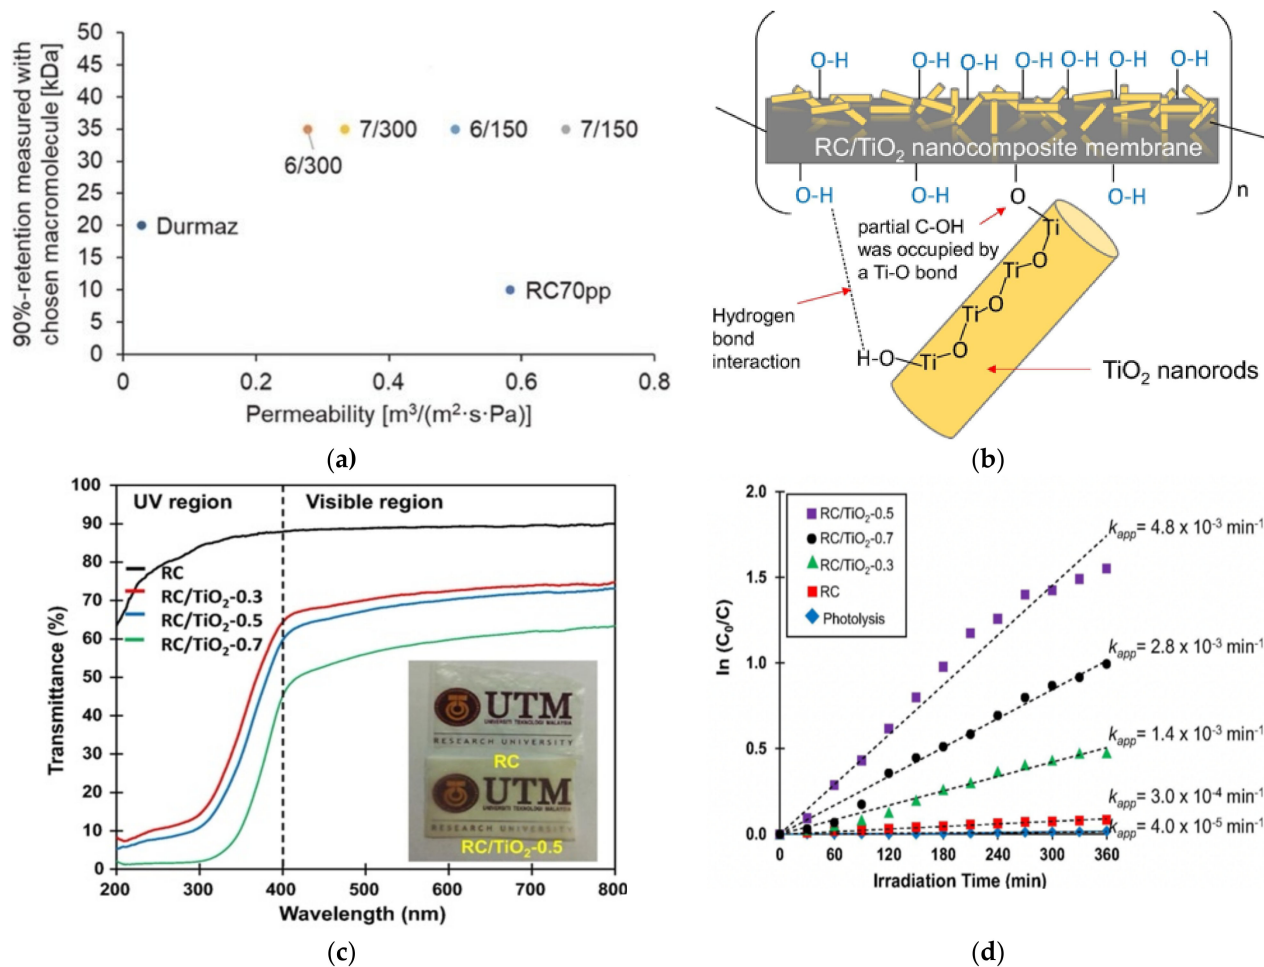 90%-retention measured with
chosen macromolecule [kDa]
50
45
40
35
30
25
20
15
10
5
0
6/300
7/300
6/150
7/150
Durmaz
RC70pp
0
0.2
0.4
0.6
0.8
Permeability [m³/(m²·s·Pa)]
(a)
O-H O-H O-H O-H O-H O-H O-H
RC/TiO₂ nanocomposite membrane
n
O-H O-H O O-H
partial C-OH
was occupied by
a Ti-O bond
Ti
O
Ti
O
Ti
O
Ti
H-O
Hydrogen
bond
interaction
TiO₂ nanorods
(b)
Transmittance (%)
100
90
80
70
60
50
40
30
20
10
0
UV region
Visible region
RC
RC/TiO₂-0.3
RC/TiO₂-0.5
RC/TiO₂-0.7
UTM
UNIVERSITI TEKNOLOGI MALAYSIA
RESEARCH UNIVERSITY
RC
UTM
UNIVERSITI TEKNOLOGI MALAYSIA
RESEARCH UNIVERSITY
RC/TiO₂-0.5
200
300
400
500
600
700
800
Wavelength (nm)
(c)
ln (C₀/C)
2.0
1.5
1.0
0.5
0.0
RC/TiO₂-0.5
RC/TiO₂-0.7
RC/TiO₂-0.3
RC
Photolysis
kapp= 4.8 x 10⁻³ min⁻¹
kapp= 2.8 x 10⁻³ min⁻¹
kapp= 1.4 x 10⁻³ min⁻¹
kapp= 3.0 x 10⁻⁴ min⁻¹
kapp= 4.0 x 10⁻⁵ min⁻¹
0
60
120
180
240
300
360
Irradiation Time (min)
(d)